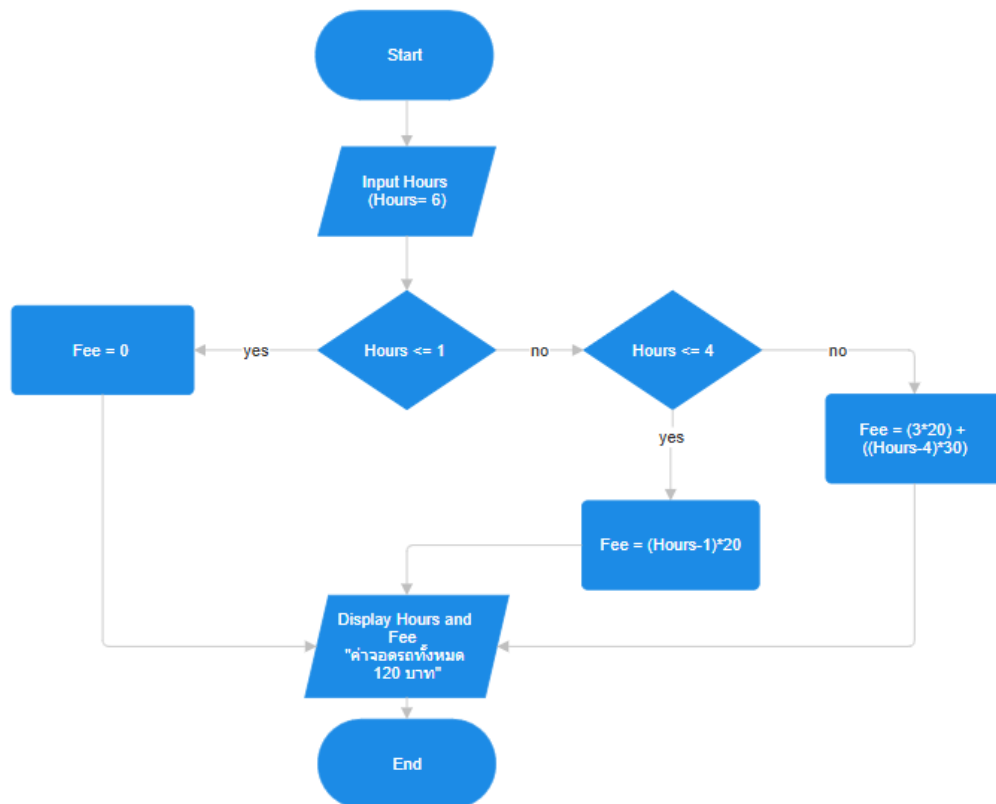 Start
Input Hours
(Hours= 6)
Fee = 0
yes
Hours <= 1
no
Hours <= 4
no
yes
Fee = (3*20) +
((Hours-4)*30)
Fee = (Hours-1)*20
Display Hours and
Fee
"ค่าจอดรถทั้งหมด
120 บาท"
End